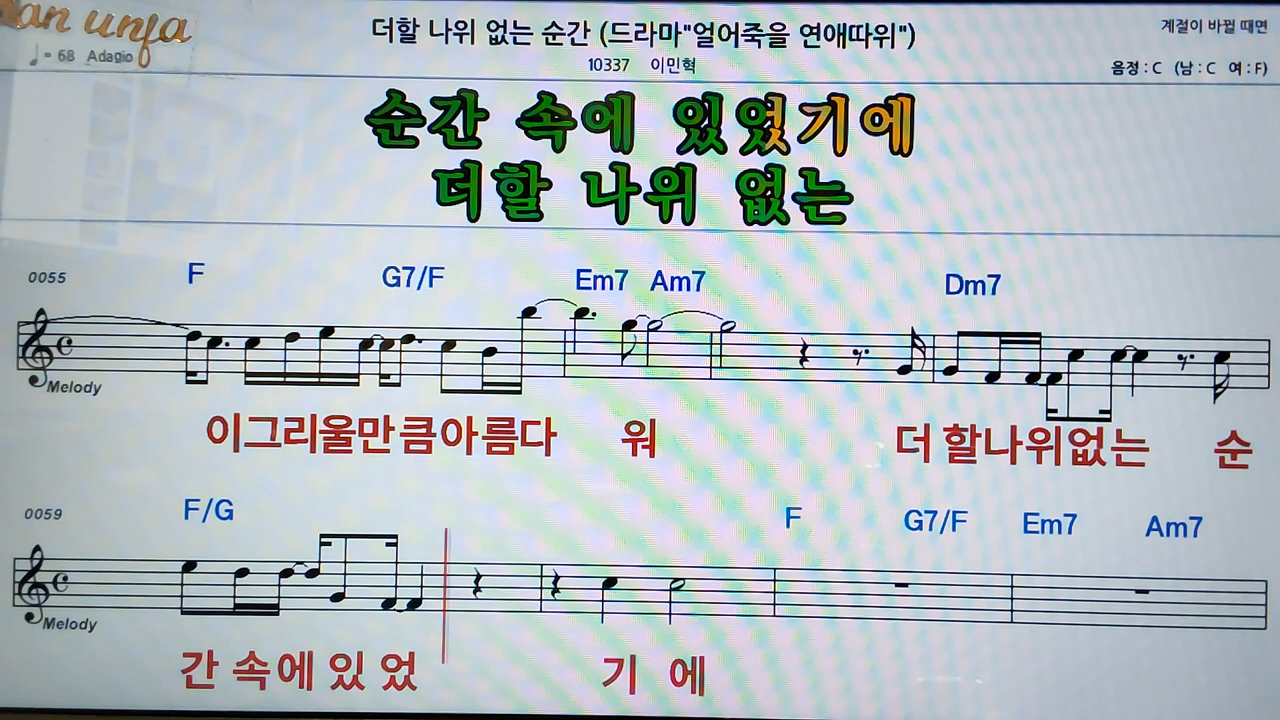 an unja
♩= 68 Adagio
더할 나위 없는 순간 (드라마"얼어죽을 연애따위")
계절이 바뀔 때면
10337 이민혁
음정 : C (남 : C 여 : F)
순간 속에 있었기에
더할 나위 없는
0055 F G7/F Em7 Am7 Dm7
Melody
이그리울만큼아름다 워 더 할나위없는 순
0059 F/G F G7/F Em7 Am7
Melody
간 속에 있 었 기 에